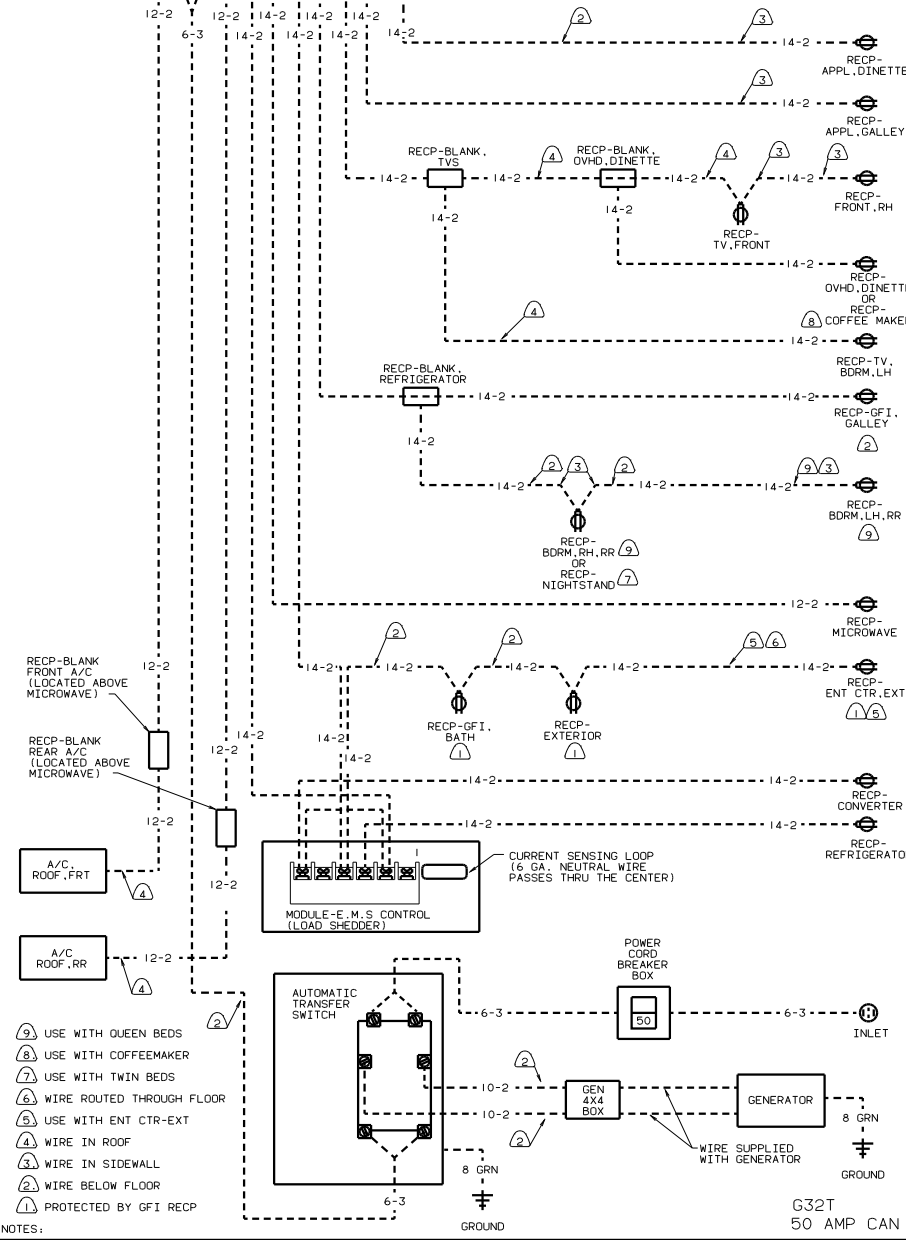 12-2
6-3
12-2
14-2
14-2
14-2
14-2
14-2
14-2
14-2
2
3
14-2
RECP-
APPL,DINETTE
3
14-2
RECP-
APPL,GALLEY
RECP-BLANK,
TVS
RECP-BLANK,
OVHD,DINETTE
4
4
3
3
14-2
14-2
14-2
14-2
RECP-
FRONT,RH
14-2
14-2
RECP-
TV,FRONT
14-2
RECP-
OVHD,DINETT
OR
RECP-
8
COFFEE MAKE
4
14-2
RECP-TV,
BDRM,LH
RECP-BLANK,
REFRIGERATOR
14-2
14-2
RECP-GFI,
GALLEY
2
14-2
2
3
2
9
3
14-2
14-2
14-2
RECP-
BDRM,LH,RR
9
RECP-
BDRM,RH,RR
9
OR
RECP-
NIGHTSTAND
7
12-2
RECP-
MICROWAVE
2
2
5
6
14-2
14-2
14-2
14-2
14-2
RECP-
ENT CTR,EXT
1
5
RECP-GFI,
BATH
1
RECP-
EXTERIOR
1
RECP-BLANK
FRONT A/C
(LOCATED ABOVE
MICROWAVE)
12-2
RECP-BLANK
REAR A/C
(LOCATED ABOVE
MICROWAVE)
12-2
14-2
14-2
14-2
14-2
14-2
RECP-
CONVERTER
12-2
14-2
14-2
RECP-
REFRIGERATO
A/C,
ROOF,FRT
4
12-2
1
CURRENT SENSING LOOP
(6 GA. NEUTRAL WIRE
PASSES THRU THE CENTER)
MODULE-E.M.S CONTROL
(LOAD SHEDDER)
A/C
ROOF,RR
12-2
4
2
AUTOMATIC
TRANSFER
SWITCH
POWER
CORD
BREAKER
BOX
50
6-3
6-3
INLET
2
10-2
10-2
2
GEN
4X4
BOX
GENERATOR
8 GRN
GROUND
WIRE SUPPLIED
WITH GENERATOR
8 GRN
GROUND
6-3
9. USE WITH QUEEN BEDS
8. USE WITH COFFEEMAKER
7. USE WITH TWIN BEDS
6. WIRE ROUTED THROUGH FLOOR
5. USE WITH ENT CTR-EXT
4. WIRE IN ROOF
3. WIRE IN SIDEWALL
2. WIRE BELOW FLOOR
1. PROTECTED BY GFI RECP
NOTES:
G32T
50 AMP CAN